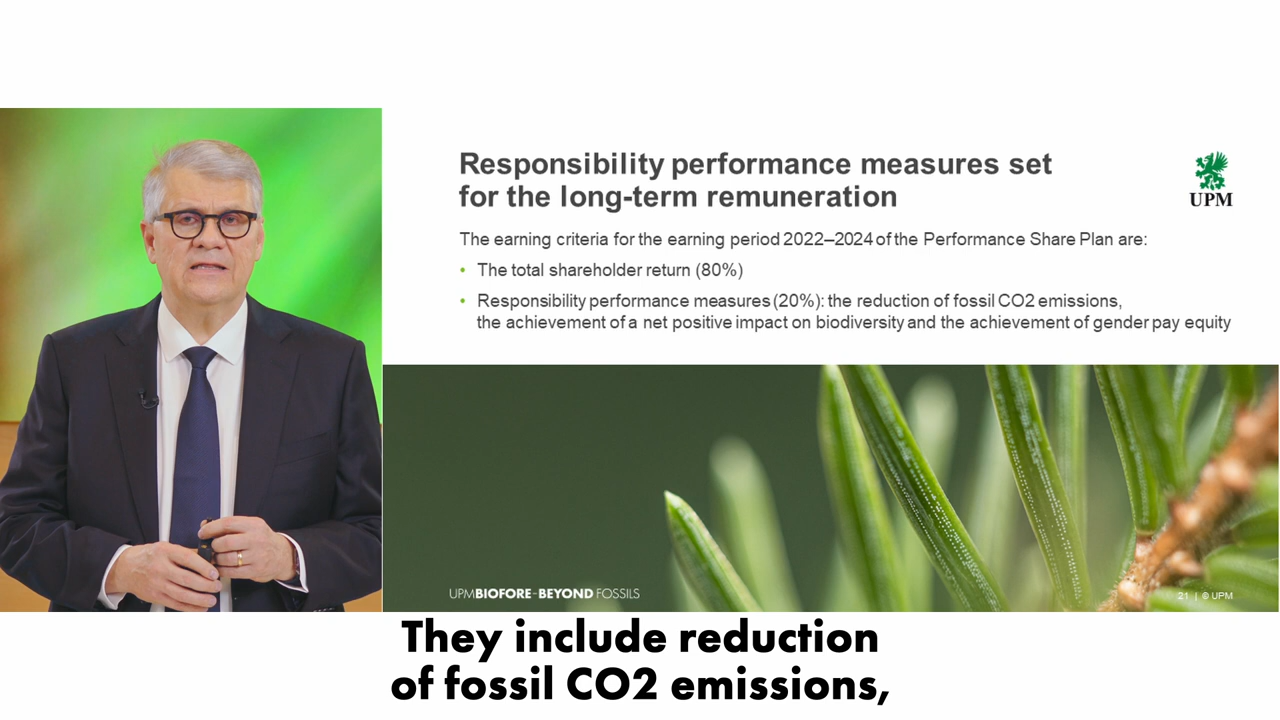 Responsibility performance measures set
for the long-term remuneration
UPM
The earning criteria for the earning period 2022–2024 of the Performance Share Plan are:
• The total shareholder return (80%)
• Responsibility performance measures (20%): the reduction of fossil CO2 emissions,
the achievement of a net positive impact on biodiversity and the achievement of gender pay equity
UPM BIOFORE–BEYOND FOSSILS
21 | © UPM
They include reduction
of fossil CO2 emissions,